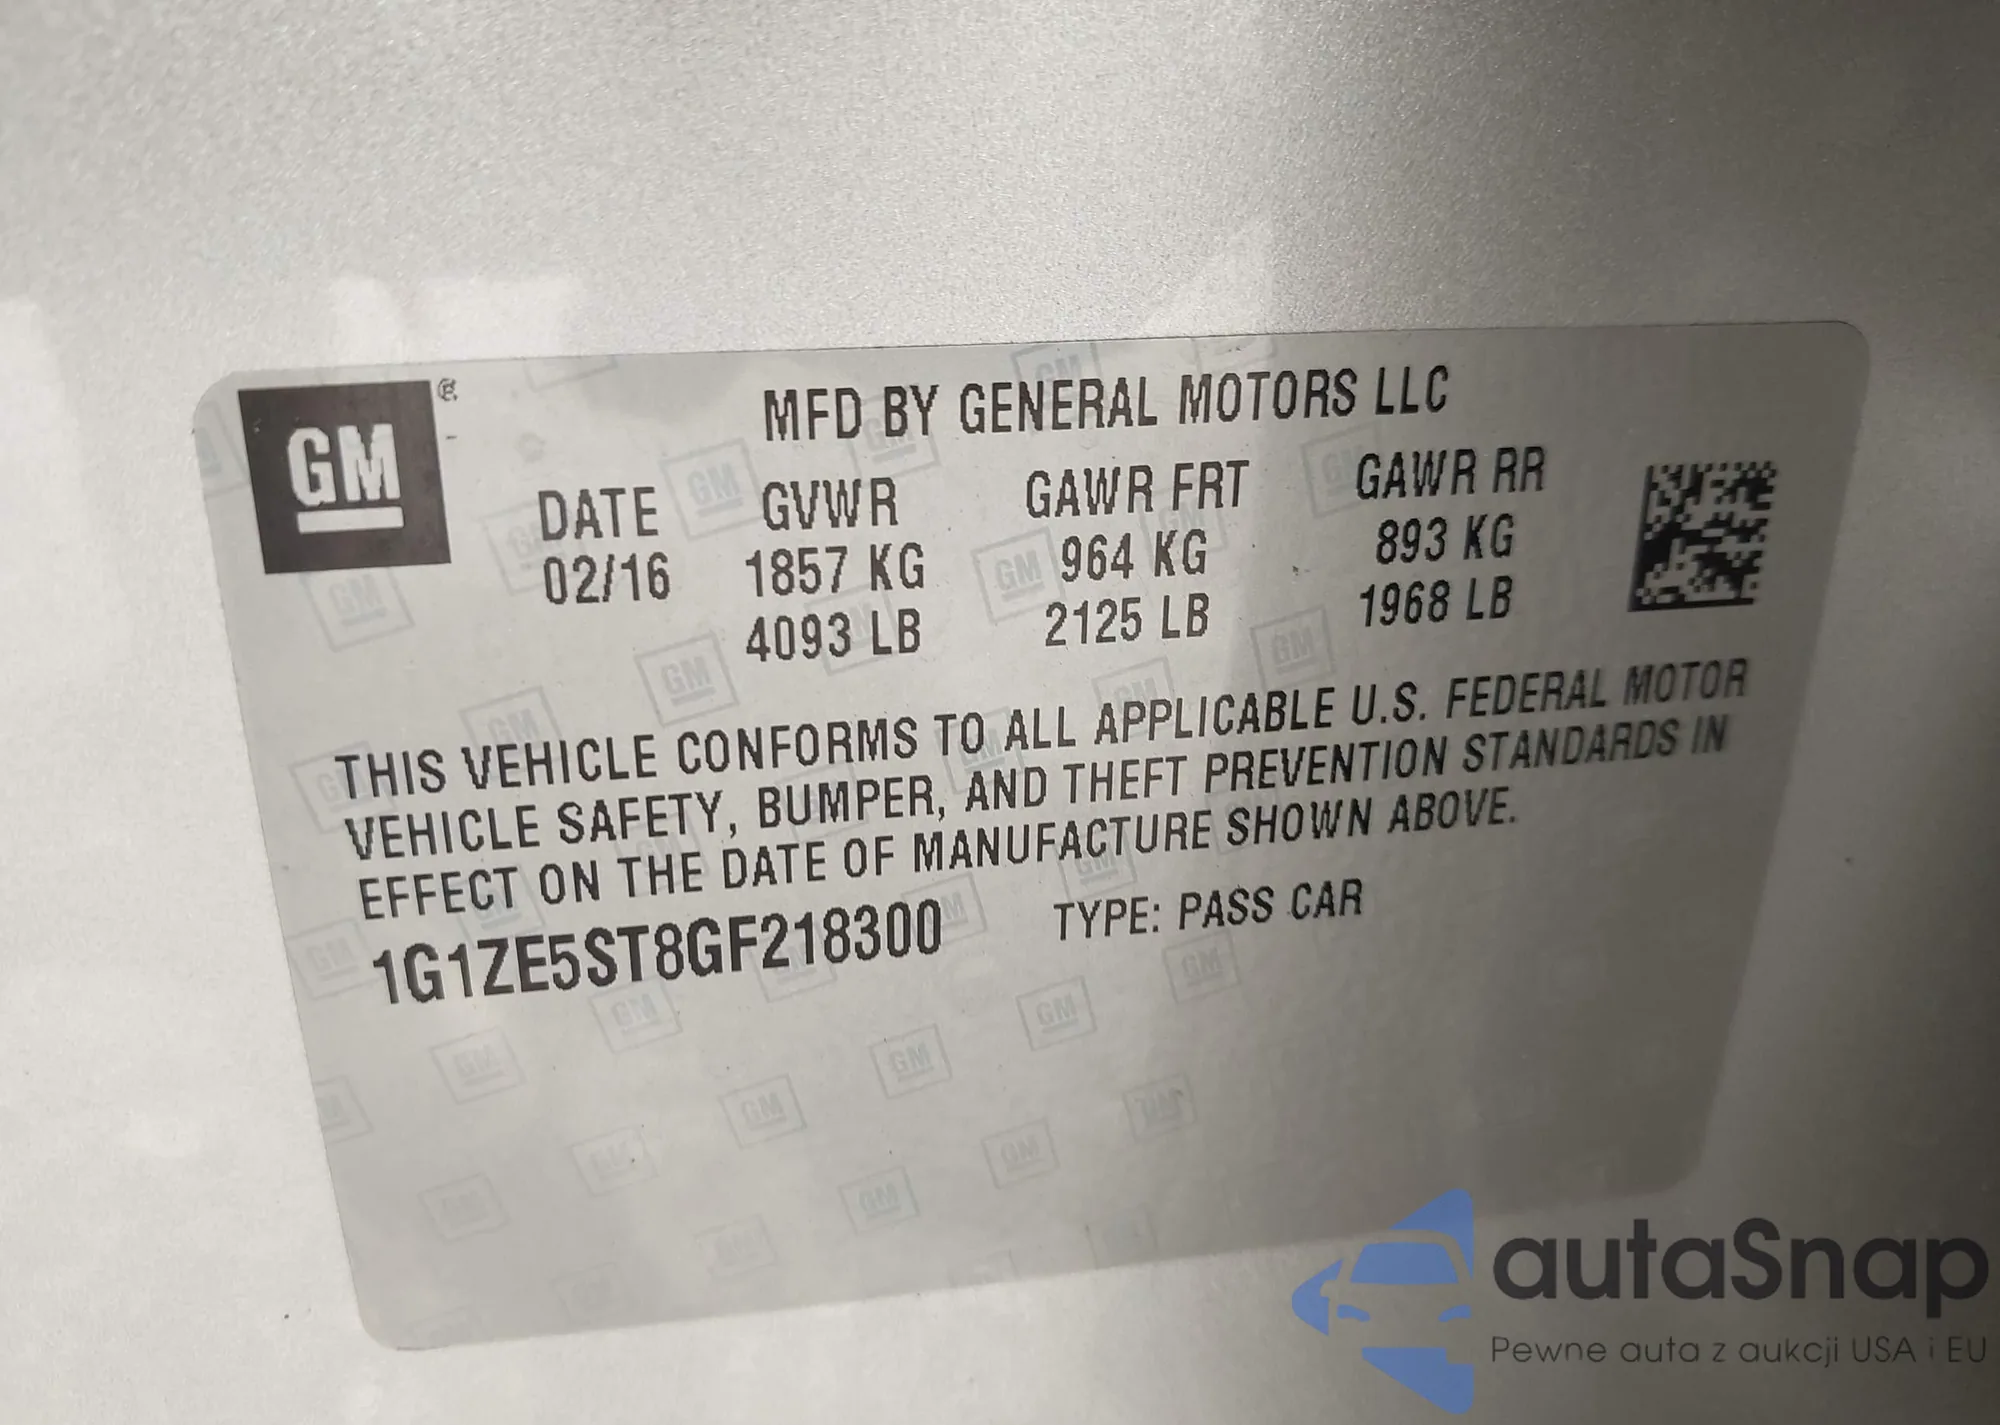 GM
MFD BY GENERAL MOTORS LLC
DATE GVWR GAWR FRT GAWR RR
02/16 1857 KG 964 KG 893 KG
4093 LB 2125 LB 1968 LB
THIS VEHICLE CONFORMS TO ALL APPLICABLE U.S. FEDERAL MOTOR
VEHICLE SAFETY, BUMPER, AND THEFT PREVENTION STANDARDS IN
EFFECT ON THE DATE OF MANUFACTURE SHOWN ABOVE.
1G1ZE5ST8GF218300 TYPE: PASS CAR
autaSnap
Pewne auta z aukcji USA i EU